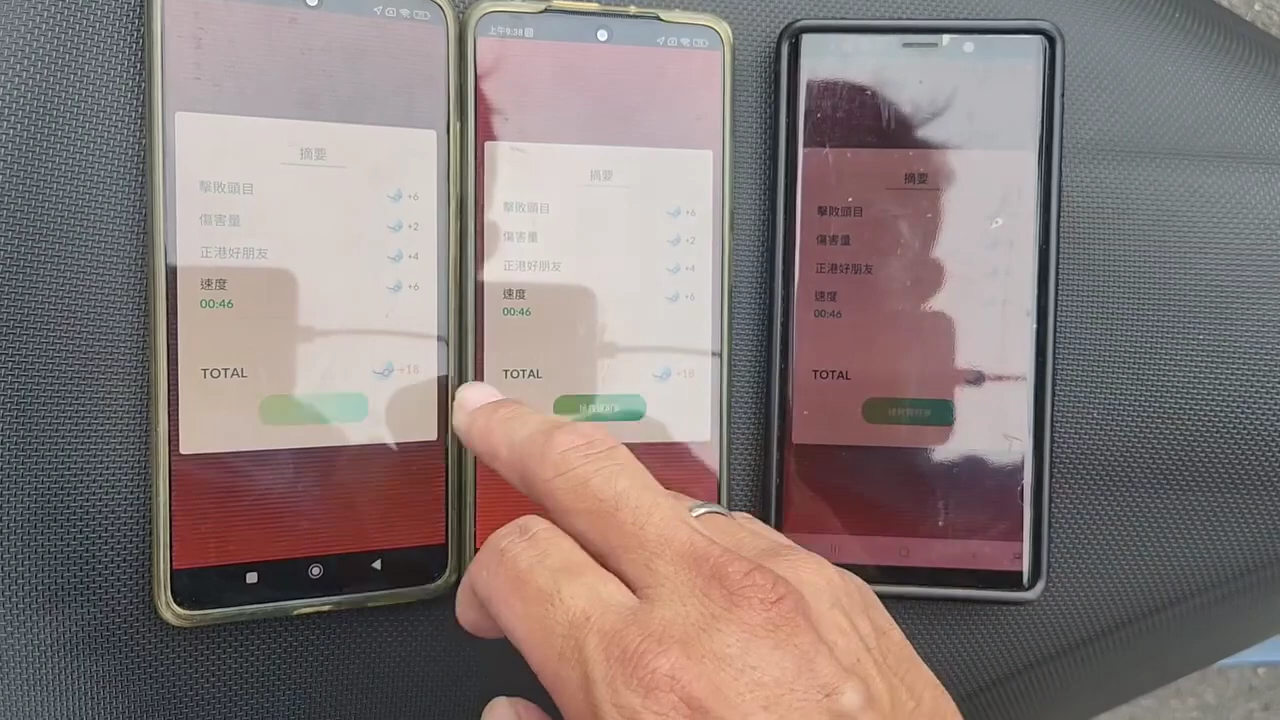 摘要
擊敗頭目 +6
傷害量 +2
正港好朋友 +4
速度 +6
00:46
TOTAL +18
上午9:38
摘要
擊敗頭目 +6
傷害量 +2
正港好朋友 +4
速度 +6
00:46
TOTAL +18
摘要
擊敗頭目
傷害量
正港好朋友
速度
00:46
TOTAL